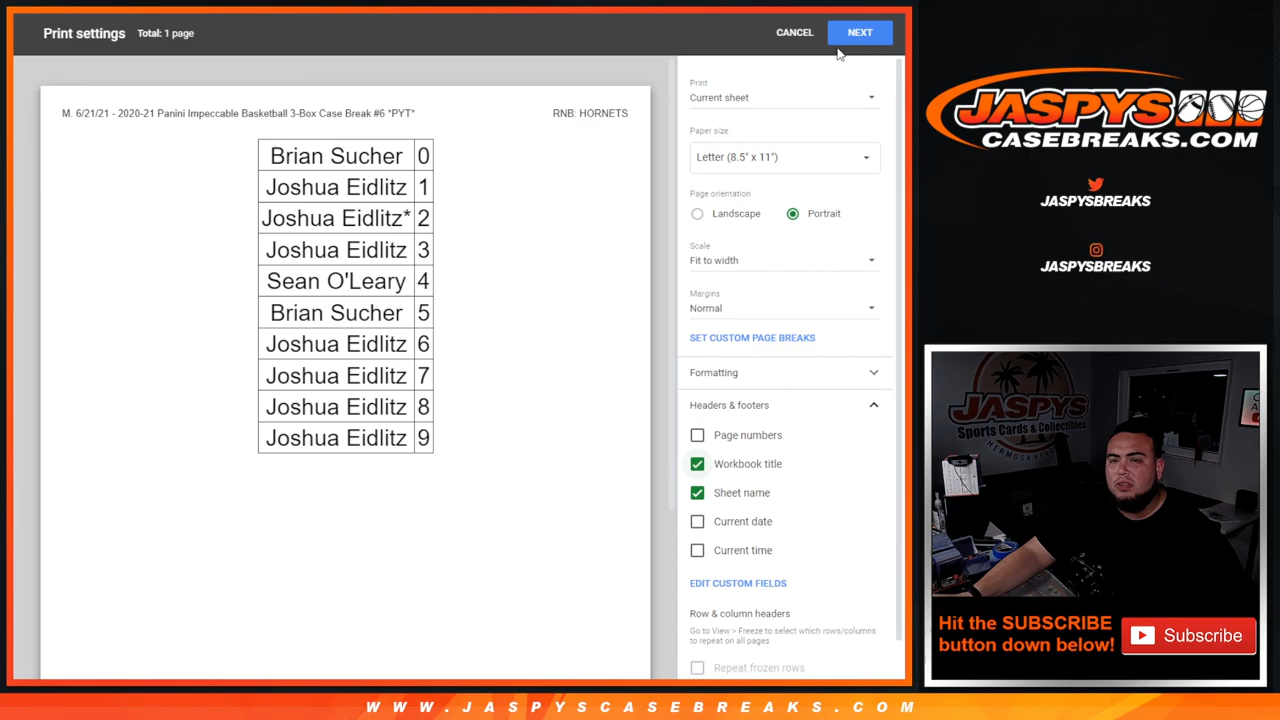 Print settings Total: 1 page CANCEL NEXT
M. 6/21/21 - 2020-21 Panini Impeccable Basketball 3-Box Case Break #6 *PYT* RNB: HORNETS
Brian Sucher 0
Joshua Eidlitz 1
Joshua Eidlitz* 2
Joshua Eidlitz 3
Sean O'Leary 4
Brian Sucher 5
Joshua Eidlitz 6
Joshua Eidlitz 7
Joshua Eidlitz 8
Joshua Eidlitz 9
Print
Current sheet
Paper size
Letter (8.5" x 11")
Page orientation
Landscape Portrait
Scale
Fit to width
Margins
Normal
SET CUSTOM PAGE BREAKS
Formatting
Headers & footers
Page numbers
Workbook title
Sheet name
Current date
Current time
EDIT CUSTOM FIELDS
Row & column headers
Go to View > Freeze to select which rows/columns
to repeat on all pages
Repeat frozen rows
JASPYS
CASEBREAKS.COM
JASPYSBREAKS
JASPYSBREAKS
JASPYS
Sports Cards & Collectibles
HERMOSA BEACH
Hit the SUBSCRIBE
button down below!
Subscribe
WWW.JASPYSCASEBREAKS.COM